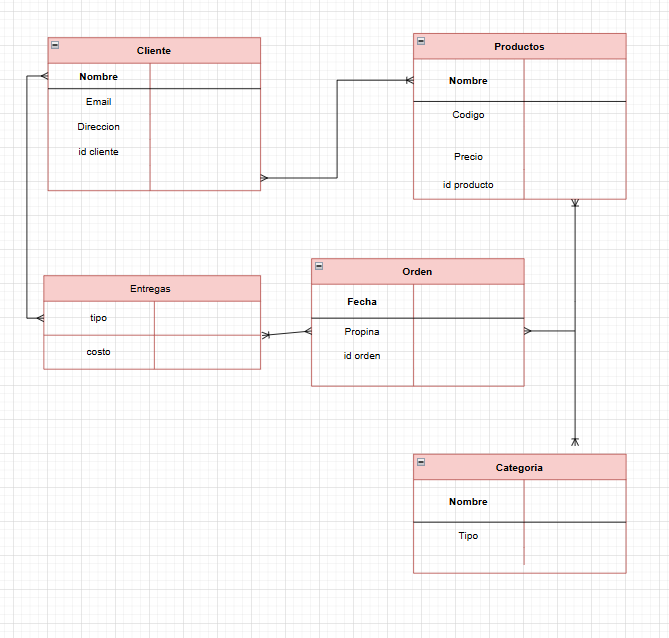 Cliente
Nombre
Email
Direccion
id cliente
Productos
Nombre
Codigo
Precio
id producto
Entregas
tipo
costo
Orden
Fecha
Propina
id orden
Categoria
Nombre
Tipo